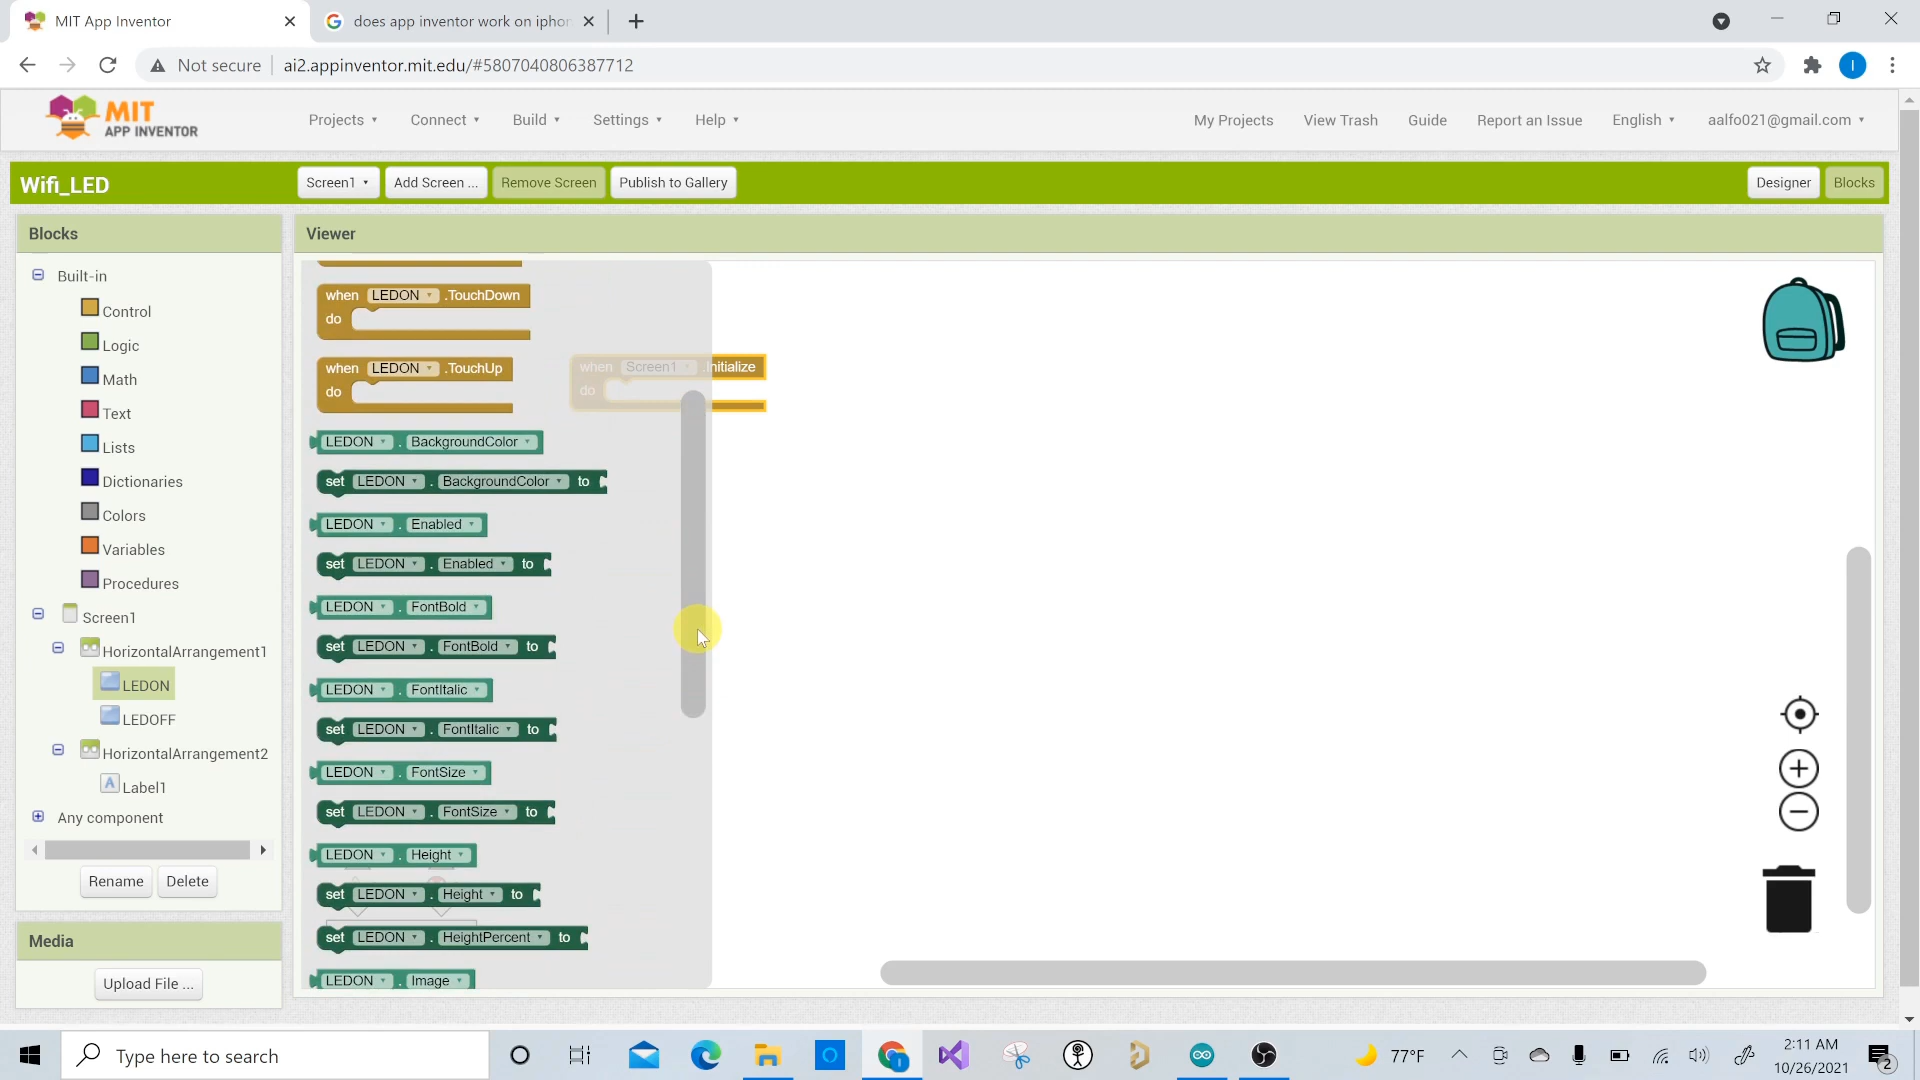 MIT App Inventor
does app inventor work on iphon
Not secure
ai2.appinventor.mit.edu/#5807040806387712
I
MIT
APP INVENTOR
Projects
Connect
Build
Settings
Help
My Projects
View Trash
Guide
Report an Issue
English
aalfo021@gmail.com
Wifi_LED
Screen1
Add Screen ...
Remove Screen
Publish to Gallery
Designer
Blocks
Blocks
Built-in
Control
Logic
Math
Text
Lists
Dictionaries
Colors
Variables
Procedures
Screen1
HorizontalArrangement1
LEDON
LEDOFF
HorizontalArrangement2
A Label1
Any component
Rename
Delete
Media
Upload File ...
Viewer
when LEDON .TouchDown
do
when LEDON .TouchUp
do
when Screen1 .Initialize
do
LEDON . BackgroundColor
set LEDON . BackgroundColor to
LEDON . Enabled
set LEDON . Enabled to
LEDON . FontBold
set LEDON . FontBold to
LEDON . FontItalic
set LEDON . FontItalic to
LEDON . FontSize
set LEDON . FontSize to
LEDON . Height
set LEDON . Height to
set LEDON . HeightPercent to
LEDON . Image
Type here to search
77°F
2:11 AM
10/26/2021
2